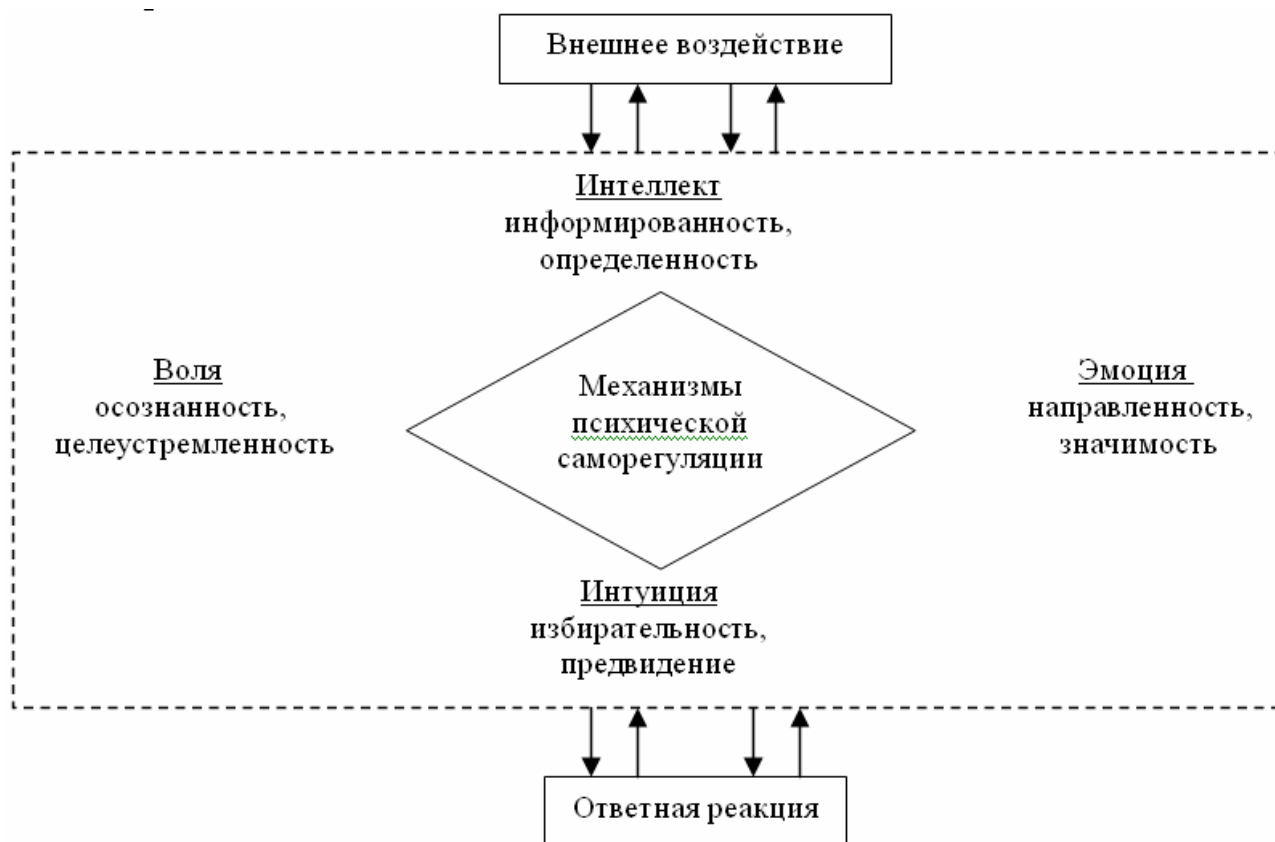 Внешнее воздействие
Интеллект
информированность,
определенность
Воля
осознанность,
целеустремленность
Механизмы
психической
саморегуляции
Эмоция
направленность,
значимость
Интуиция
избирательность,
предвидение
Ответная реакция